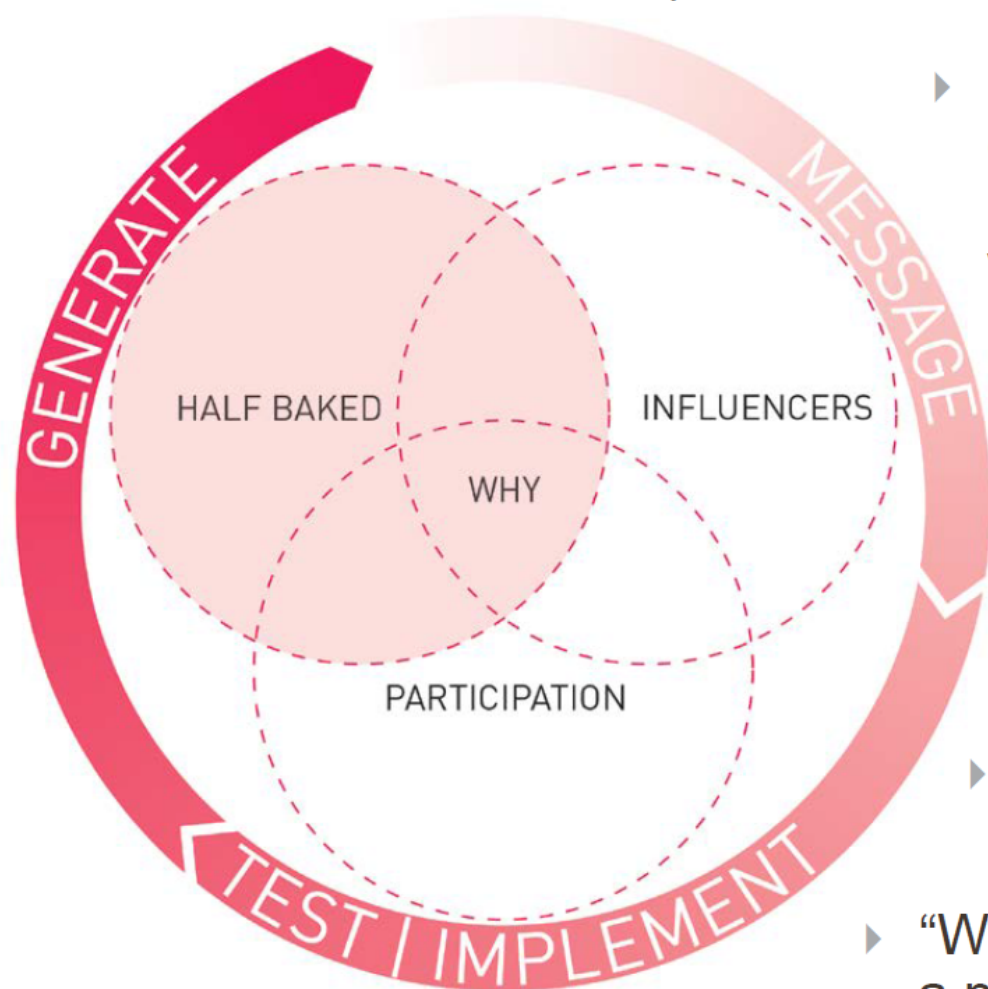 GENERATE
MESSAGE
HALF BAKED
INFLUENCERS
WHY
PARTICIPATION
TEST | IMPLEMENT
“W